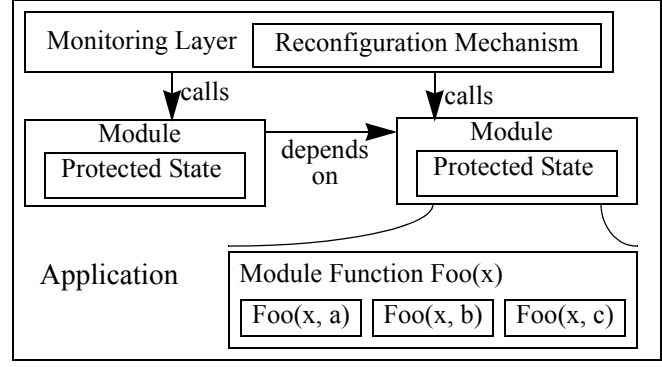 Monitoring Layer
Reconfiguration Mechanism
calls
calls
Module
Protected State
depends
on
Module
Protected State
Application
Module Function Foo(x)
Foo(x, a)
Foo(x, b)
Foo(x, c)